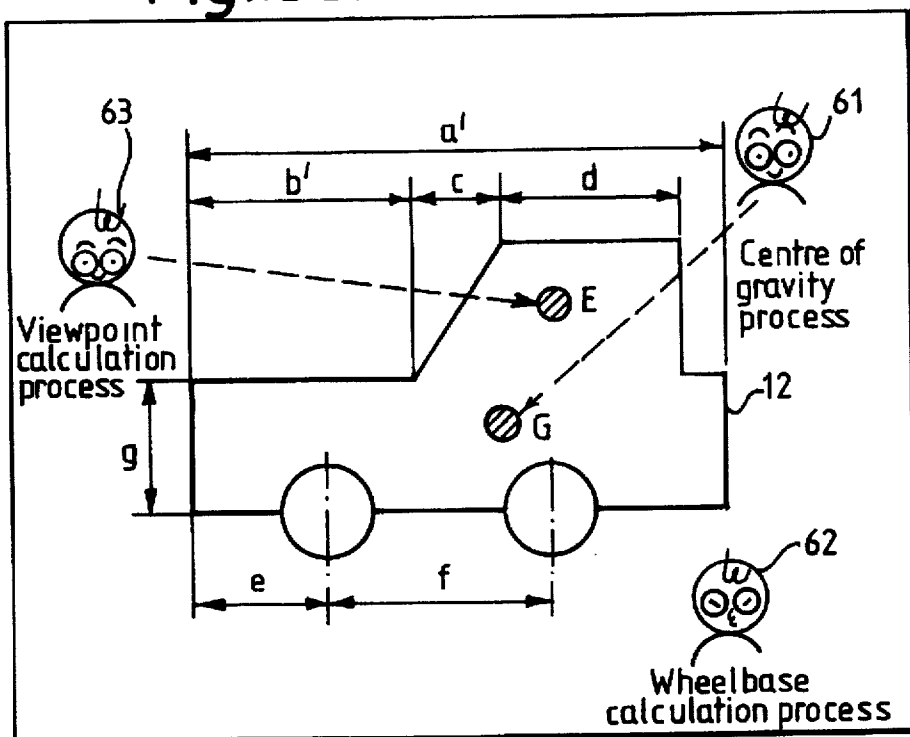 63
61
a'
b'
c
d
Centre of
gravity
process
E
Viewpoint
calculation
process
12
G
g
62
e
f
Wheelbase
calculation process